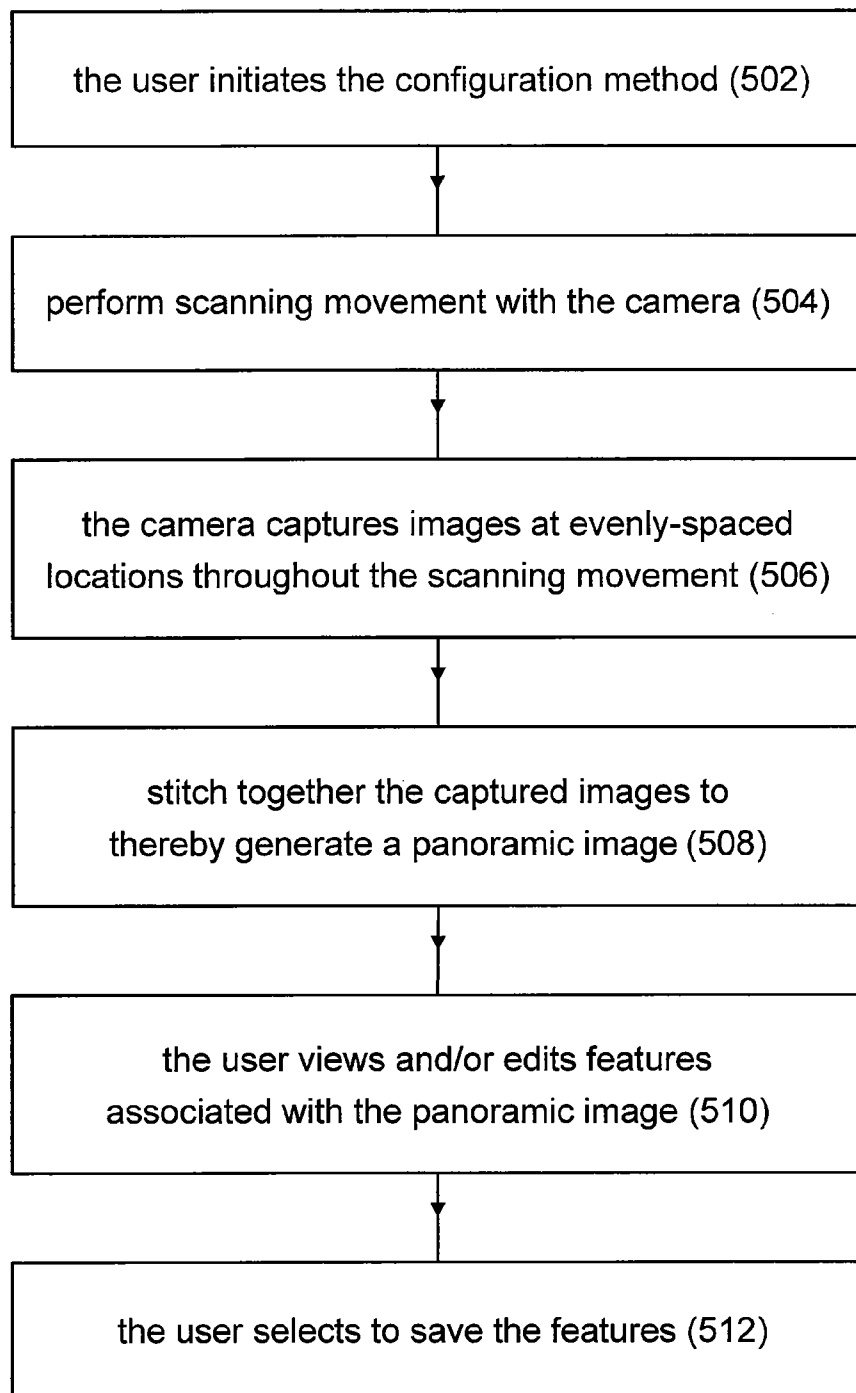 the user initiates the configuration method (502)
perform scanning movement with the camera (504)
the camera captures images at evenly-spaced
locations throughout the scanning movement (506)
stitch together the captured images to
thereby generate a panoramic image (508)
the user views and/or edits features
associated with the panoramic image (510)
the user selects to save the features (512)